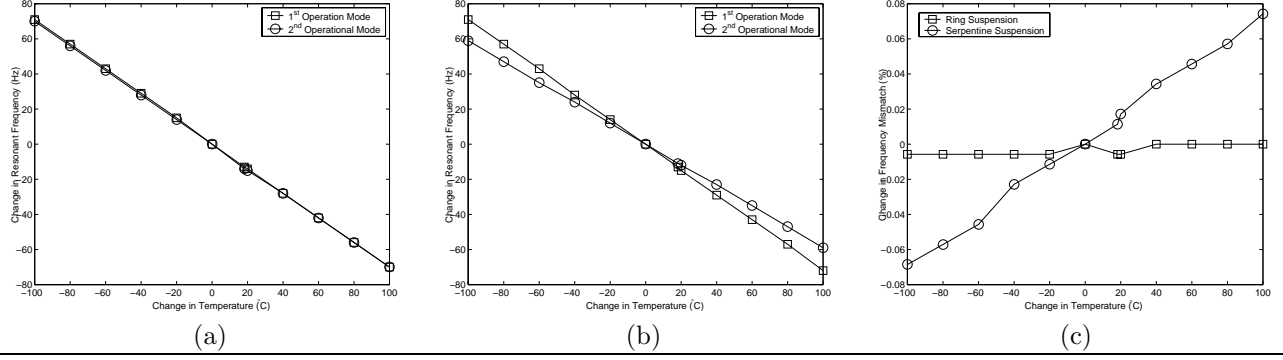 80
60
40
20
0
−20
−40
−60
−80
Change in Resonant Frequency (Hz)
1st Operation Mode
2nd Operational Mode
−100 −80 −60 −40 −20 0 20 40 60 80 100
Change in Temperature (°C)
(a)
80
60
40
20
0
−20
−40
−60
−80
Change in Resonant Frequency (Hz)
1st Operation Mode
2nd Operational Mode
−100 −80 −60 −40 −20 0 20 40 60 80 100
Change in Temperature (°C)
(b)
0.08
0.06
0.04
0.02
0
−0.02
−0.04
−0.06
−0.08
Change in Frequency Mismatch (%)
Ring Suspension
Serpentine Suspension
−100 −80 −60 −40 −20 0 20 40 60 80 100
Change in Temperature (°C)
(c)